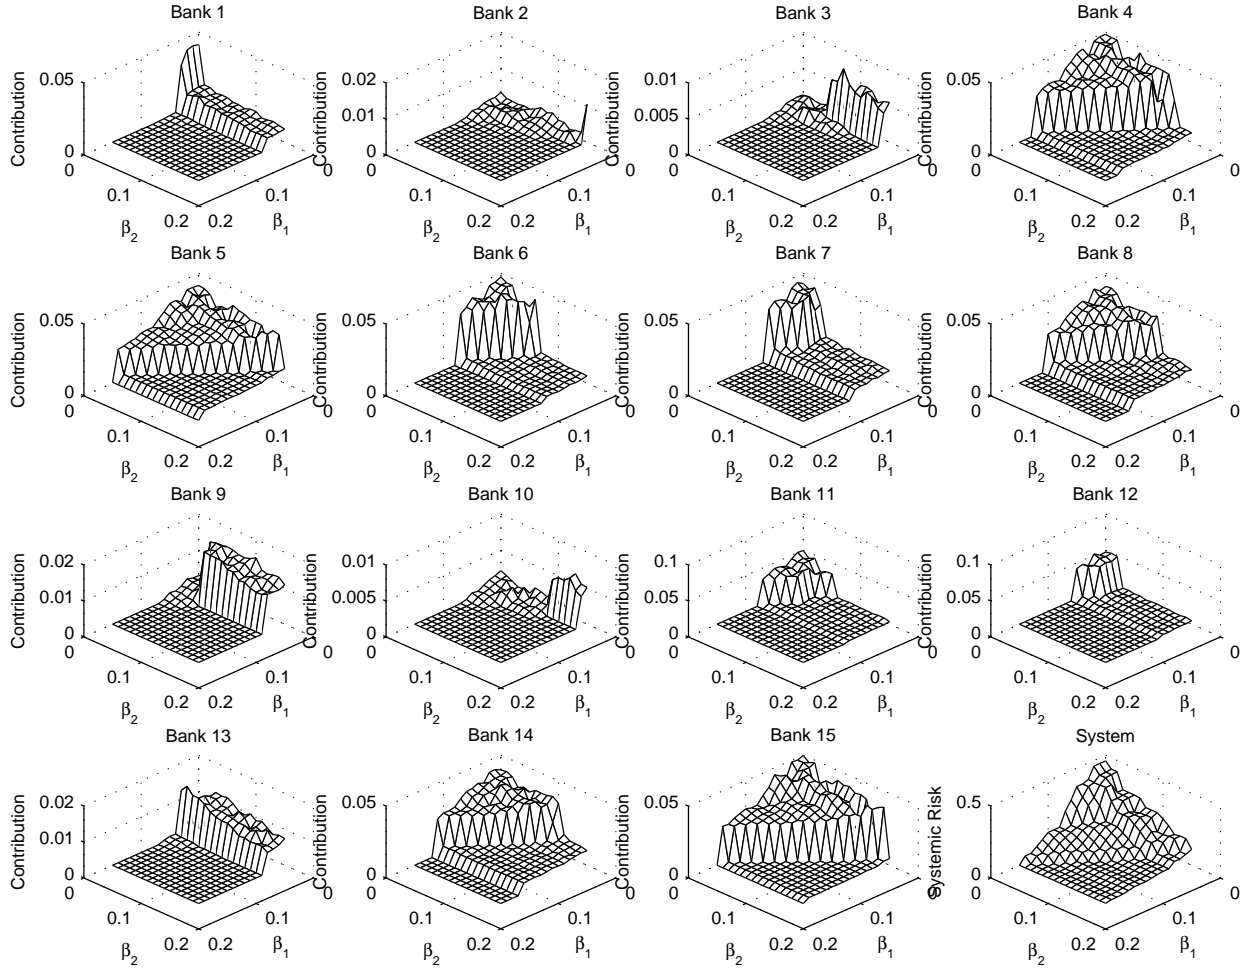 Bank 1
0.05
0
0
0.1
0.2
0.2
0.1
0
β2
β1
Contribution
Bank 2
0.02
0.01
0
0
0.1
0.2
0.2
0.1
0
β2
β1
Contribution
Bank 3
0.01
0.005
0
0
0.1
0.2
0.2
0.1
0
β2
β1
Contribution
Bank 4
0.05
0
0
0.1
0.2
0.2
0.1
0
β2
β1
Contribution
Bank 5
0.05
0
0
0.1
0.2
0.2
0.1
0
β2
β1
Contribution
Bank 6
0.05
0
0
0.1
0.2
0.2
0.1
0
β2
β1
Contribution
Bank 7
0.05
0
0
0.1
0.2
0.2
0.1
0
β2
β1
Contribution
Bank 8
0.05
0
0
0.1
0.2
0.2
0.1
0
β2
β1
Contribution
Bank 9
0.02
0.01
0
0
0.1
0.2
0.2
0.1
0
β2
β1
Contribution
Bank 10
0.01
0.005
0
0
0.1
0.2
0.2
0.1
0
β2
β1
Contribution
Bank 11
0.1
0.05
0
0
0.1
0.2
0.2
0.1
0
β2
β1
Contribution
Bank 12
0.1
0.05
0
0
0.1
0.2
0.2
0.1
0
β2
β1
Contribution
Bank 13
0.02
0.01
0
0
0.1
0.2
0.2
0.1
0
β2
β1
Contribution
Bank 14
0.05
0
0
0.1
0.2
0.2
0.1
0
β2
β1
Contribution
Bank 15
0.05
0
0
0.1
0.2
0.2
0.1
0
β2
β1
Contribution
System
0.5
0
0
0.1
0.2
0.2
0.1
0
β2
β1
Systemic Risk